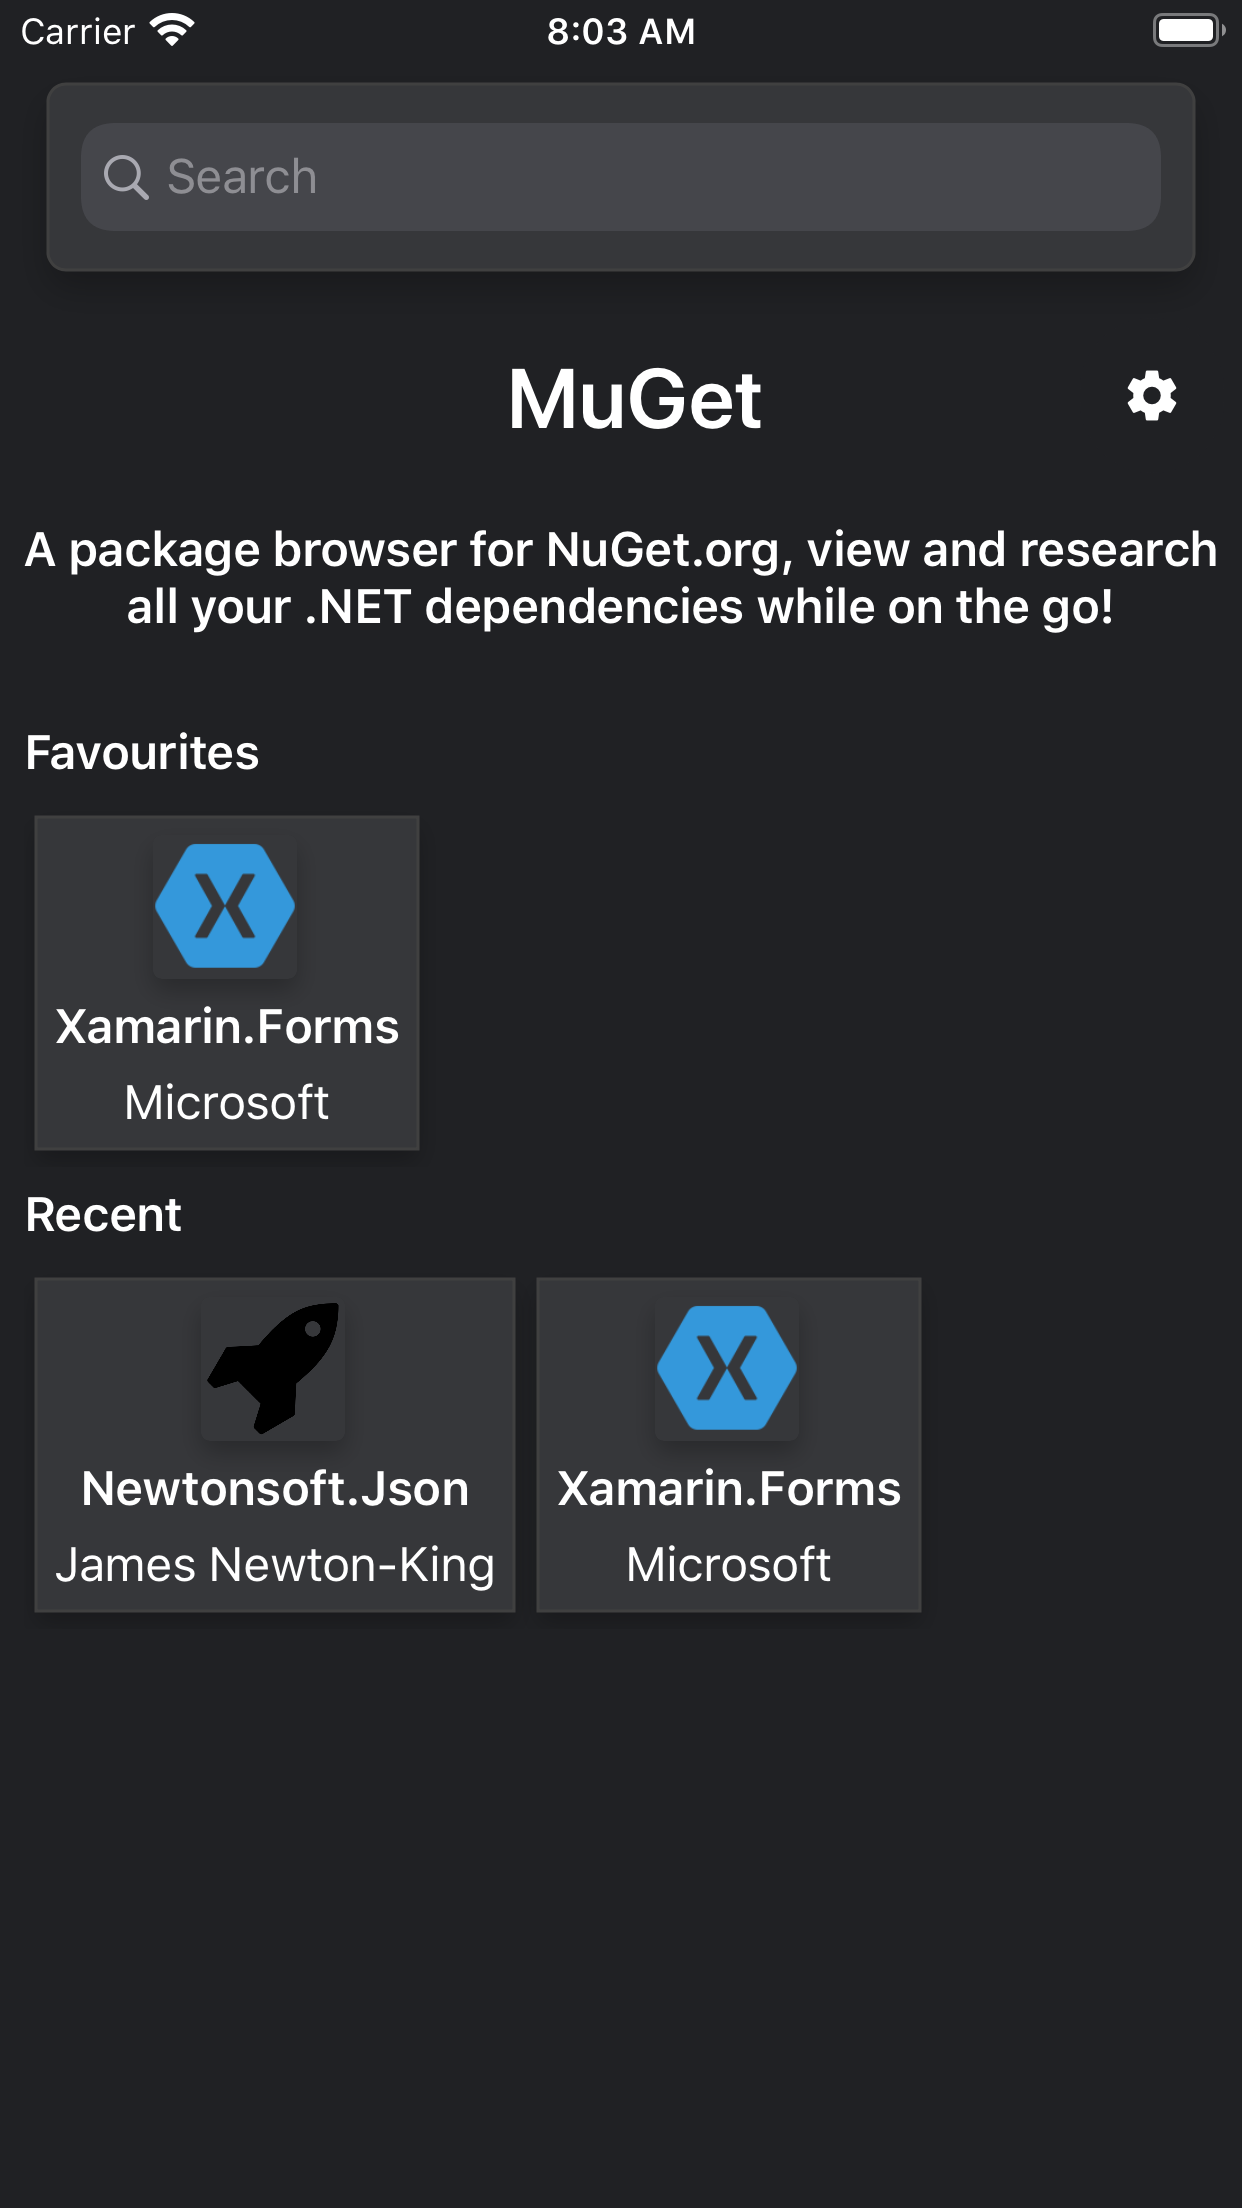 Carrier 8:03 AM
Search
MuGet
A package browser for NuGet.org, view and research
all your .NET dependencies while on the go!
Favourites
Xamarin.Forms
Microsoft
Recent
Newtonsoft.Json
James Newton-King
Xamarin.Forms
Microsoft